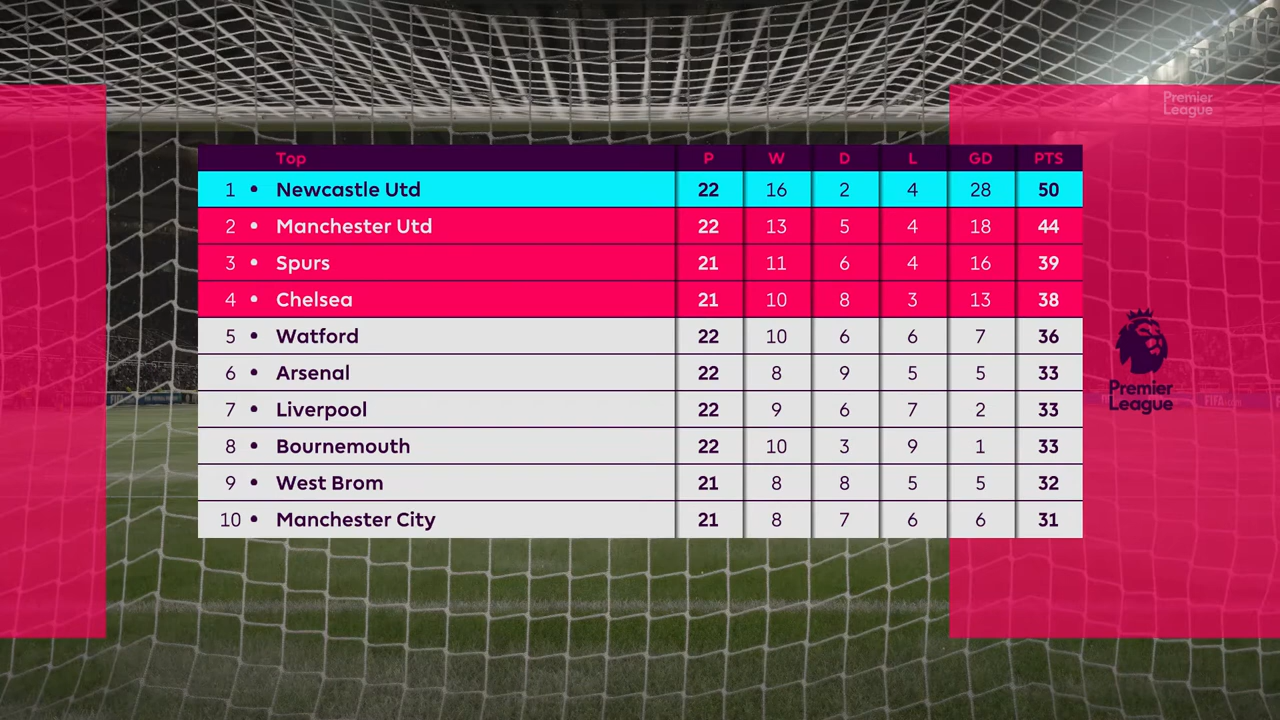 Premier
League
Top P W D L GD PTS
1 • Newcastle Utd 22 16 2 4 28 50
2 • Manchester Utd 22 13 5 4 18 44
3 • Spurs 21 11 6 4 16 39
4 • Chelsea 21 10 8 3 13 38
5 • Watford 22 10 6 6 7 36
6 • Arsenal 22 8 9 5 5 33
7 • Liverpool 22 9 6 7 2 33
8 • Bournemouth 22 10 3 9 1 33
9 • West Brom 21 8 8 5 5 32
10 • Manchester City 21 8 7 6 6 31
Premier
League
FIFA